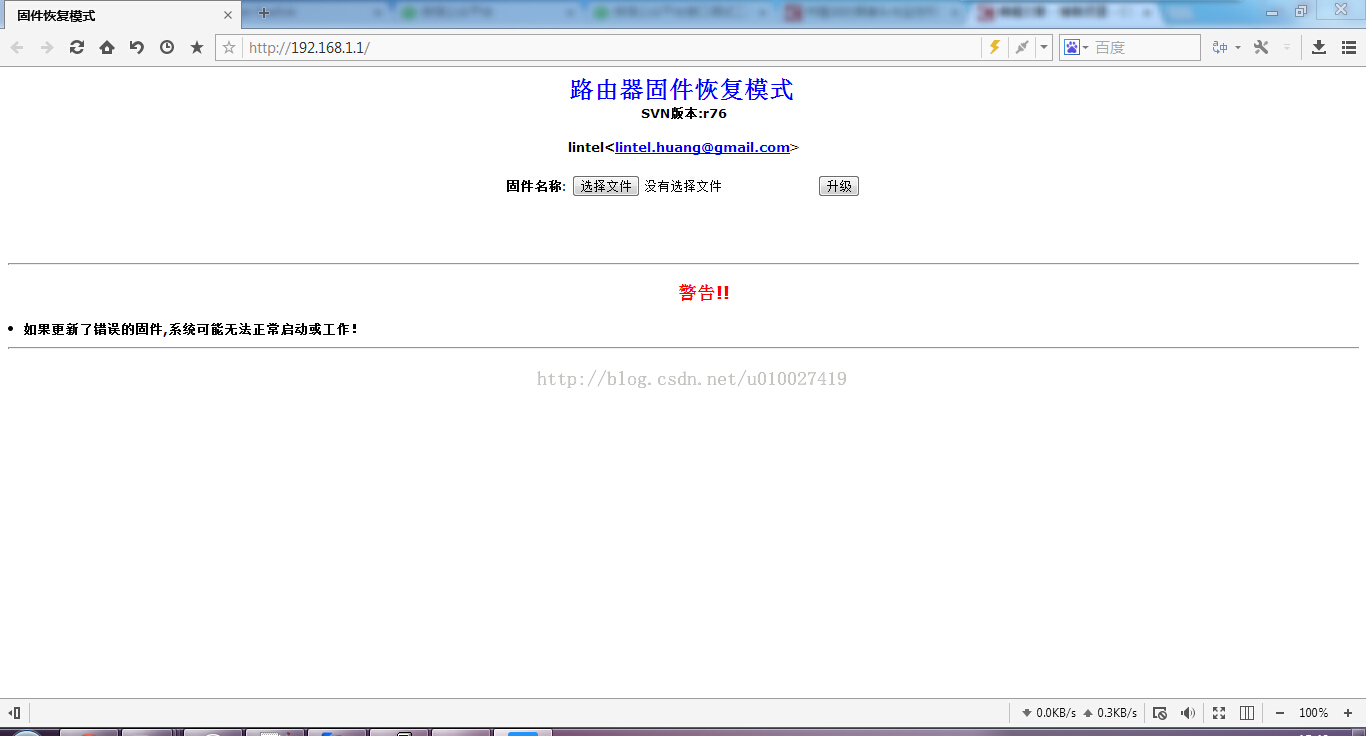 固件恢复模式
http://192.168.1.1/
百度
路由器固件恢复模式
SVN版本:r76
lintel<lintel.huang@gmail.com>
固件名称: 选择文件 没有选择文件 升级
警告!!
• 如果更新了错误的固件,系统可能无法正常启动或工作!
http://blog.csdn.net/u010027419
0.0KB/s 0.3KB/s 100%